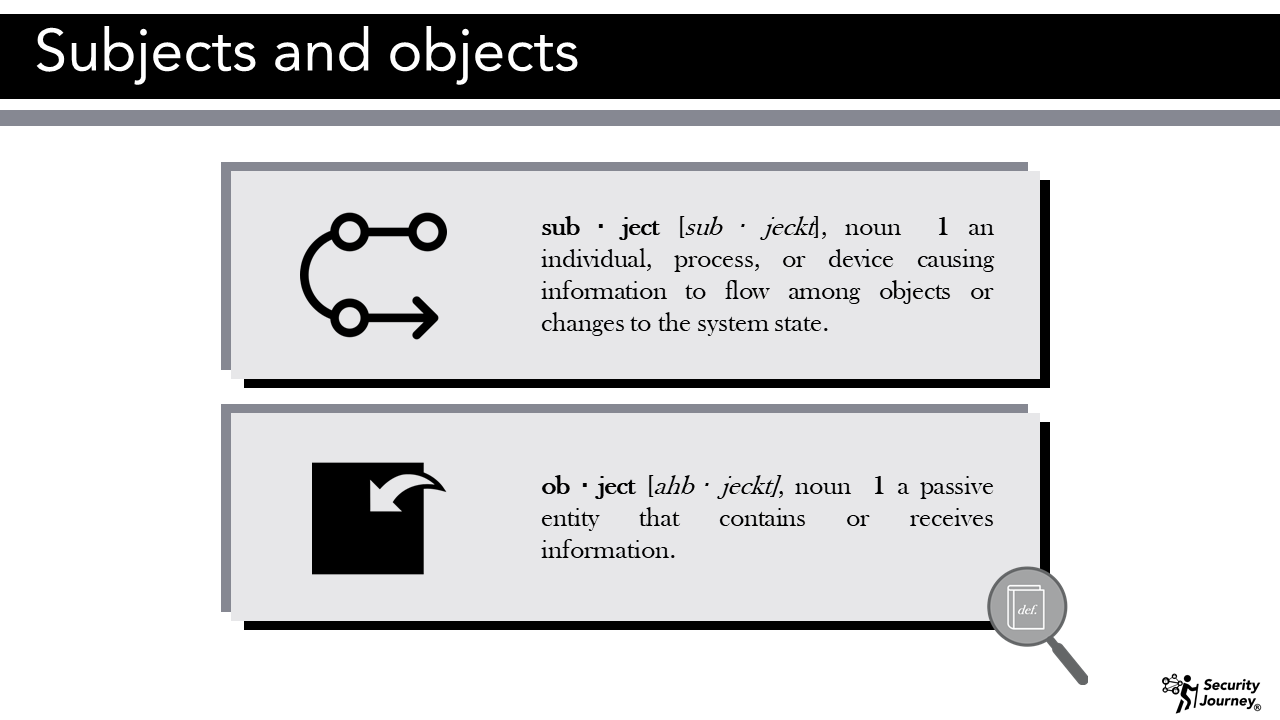 Subjects and objects
sub · ject [sub · jeckt], noun 1 an
individual, process, or device causing
information to flow among objects or
changes to the system state.
ob · ject [ahb · jeckt], noun 1 a passive
entity that contains or receives
information.
def.
Security
Journey®